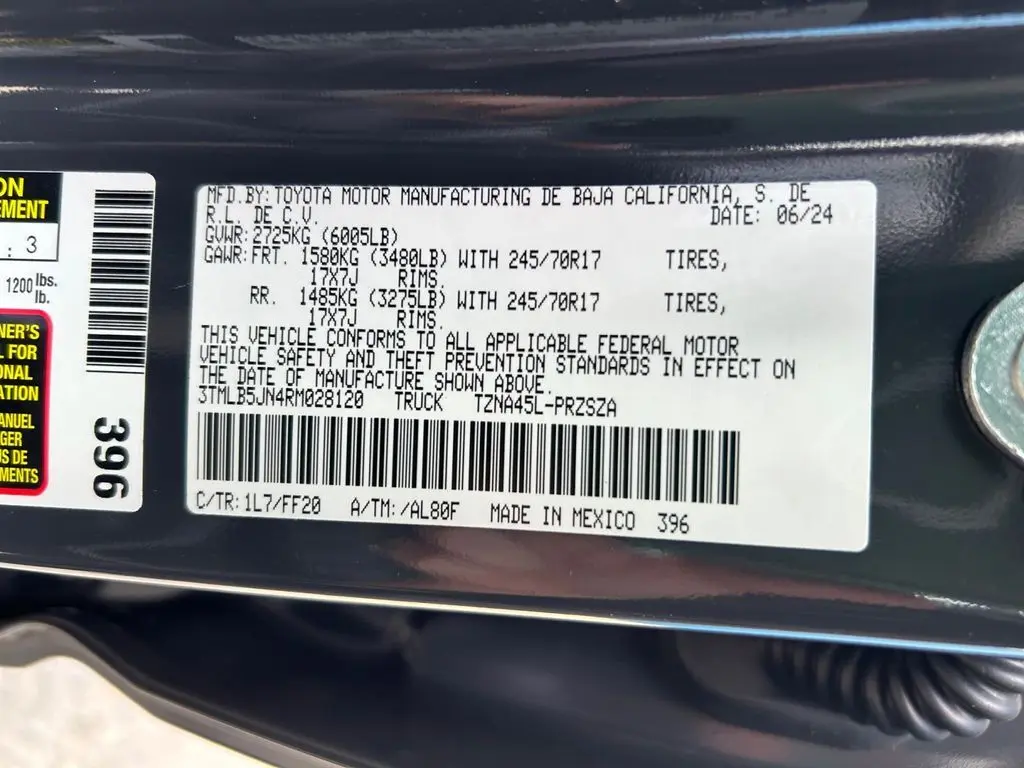 ON
EMENT
: 3
1200 lbs.
lb.
NER'S
L FOR
ONAL
ATION
ANUEL
GER
US DE
MENTS
396
MFD.BY:TOYOTA MOTOR MANUFACTURING DE BAJA CALIFORNIA, S. DE
R.L. DE C.V. DATE: 06/24
GVWR:2725KG (6005LB)
GAWR:FRT. 1580KG (3480LB) WITH 245/70R17 TIRES,
17X7J RIMS.
RR. 1485KG (3275LB) WITH 245/70R17 TIRES,
17X7J RIMS.
THIS VEHICLE CONFORMS TO ALL APPLICABLE FEDERAL MOTOR
VEHICLE SAFETY AND THEFT PREVENTION STANDARDS IN EFFECT ON
THE DATE OF MANUFACTURE SHOWN ABOVE.
3TMLB5JN4RM028120 TRUCK TZNA45L-PRZSZA
C/TR:1L7/FF20 A/TM:/AL80F MADE IN MEXICO 396